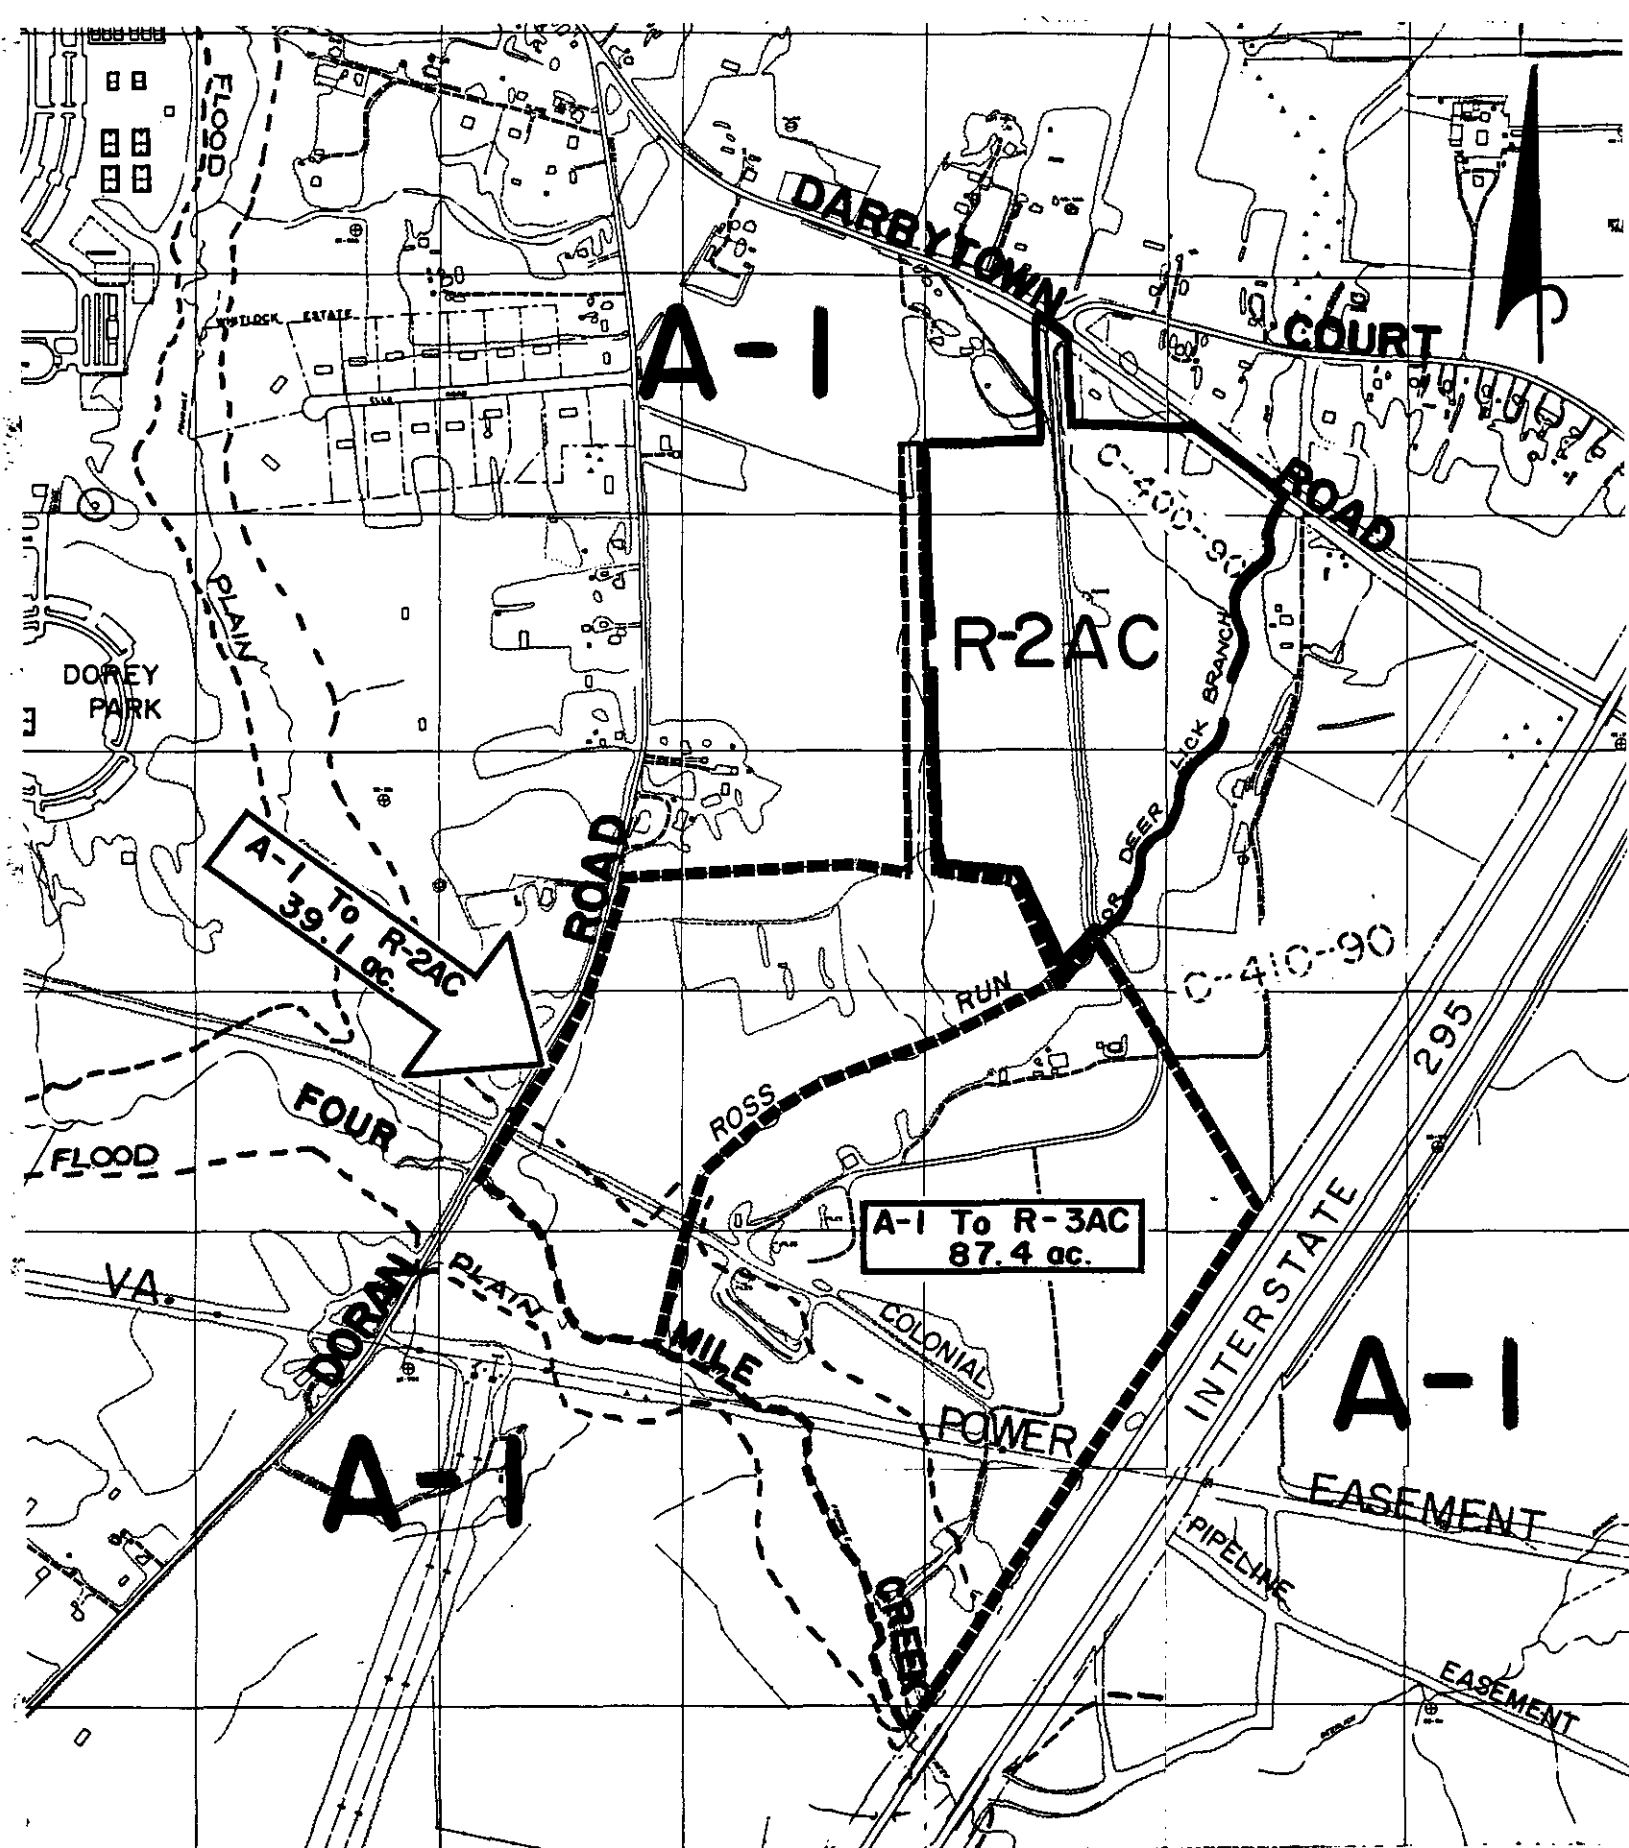 FLOOD
DARBYTOWN
COURT
WHITLOCK ESTATE
A-1
ROAD
C-400-90
PLAIN
R-2AC
DOREY
PARK
ROSS RUN OR DEER LICK BRANCH
ROAD
A-1 To R-2AC
39.1 ac.
C-410-90
295
INTERSTATE
FOUR
MILE
CREEK
FLOOD
PLAIN
A-1 To R-3AC
87.4 ac.
VA.
POWER
EASEMENT
DORAN
COLONIAL
PIPELINE
EASEMENT
A-1
A-1